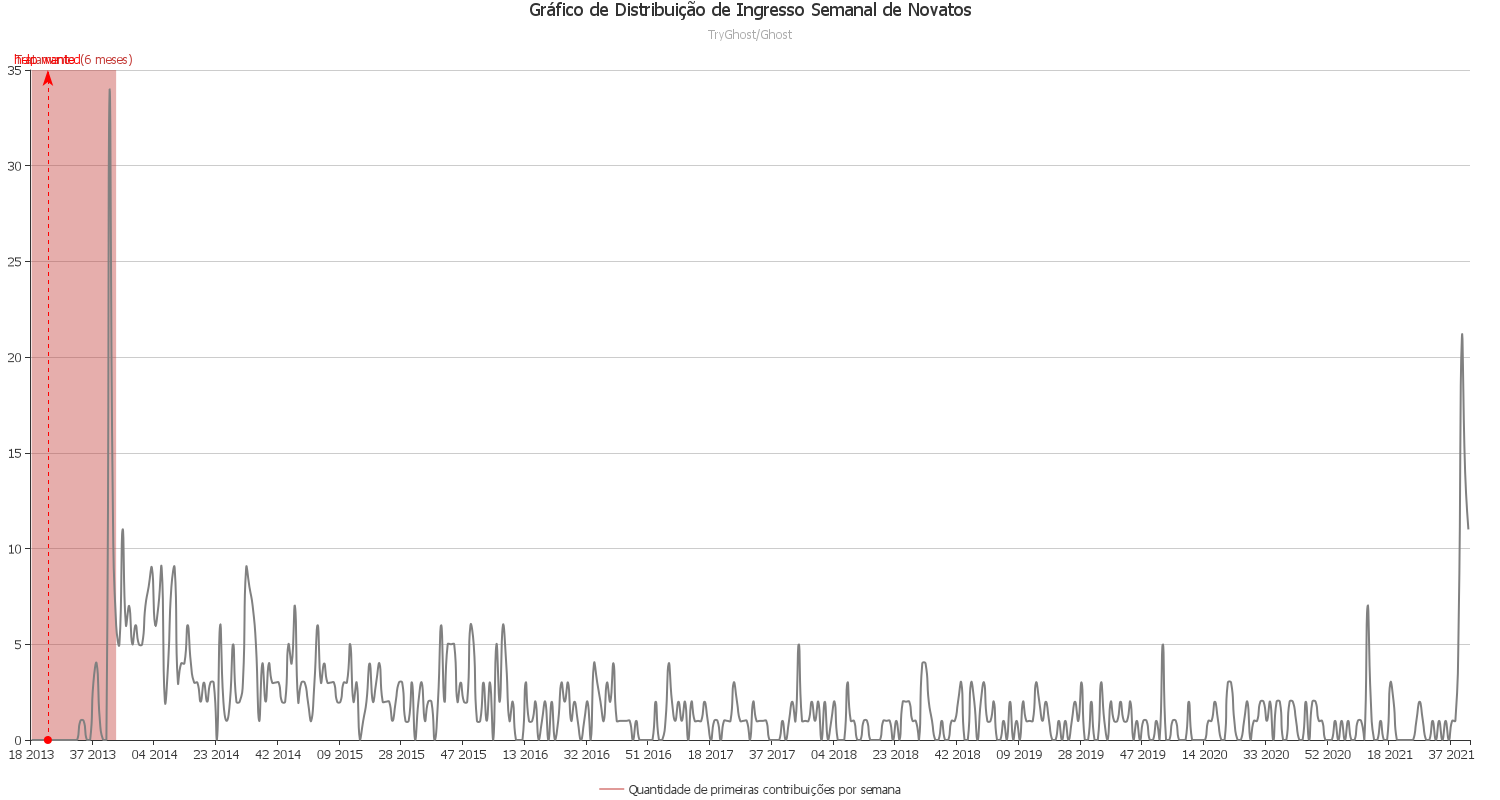 Gráfico de Distribuição de Ingresso Semanal de Novatos
TryGhost/Ghost
(6 meses)
35
30
25
20
15
10
5
0
18 2013 37 2013 04 2014 23 2014 42 2014 09 2015 28 2015 47 2015 13 2016 32 2016 51 2016 18 2017 37 2017 04 2018 23 2018 42 2018 09 2019 28 2019 47 2019 14 2020 33 2020 52 2020 18 2021 37 2021
Quantidade de primeiras contribuições por semana